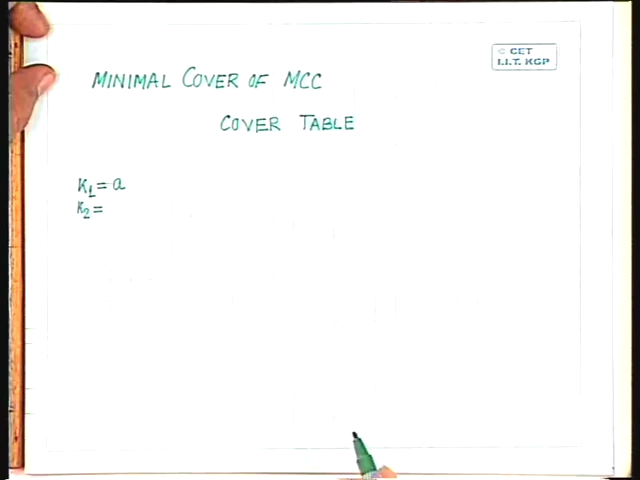 © CET
I.I.T. KGP
MINIMAL COVER OF MCC
COVER TABLE
K1 = a
K2 =